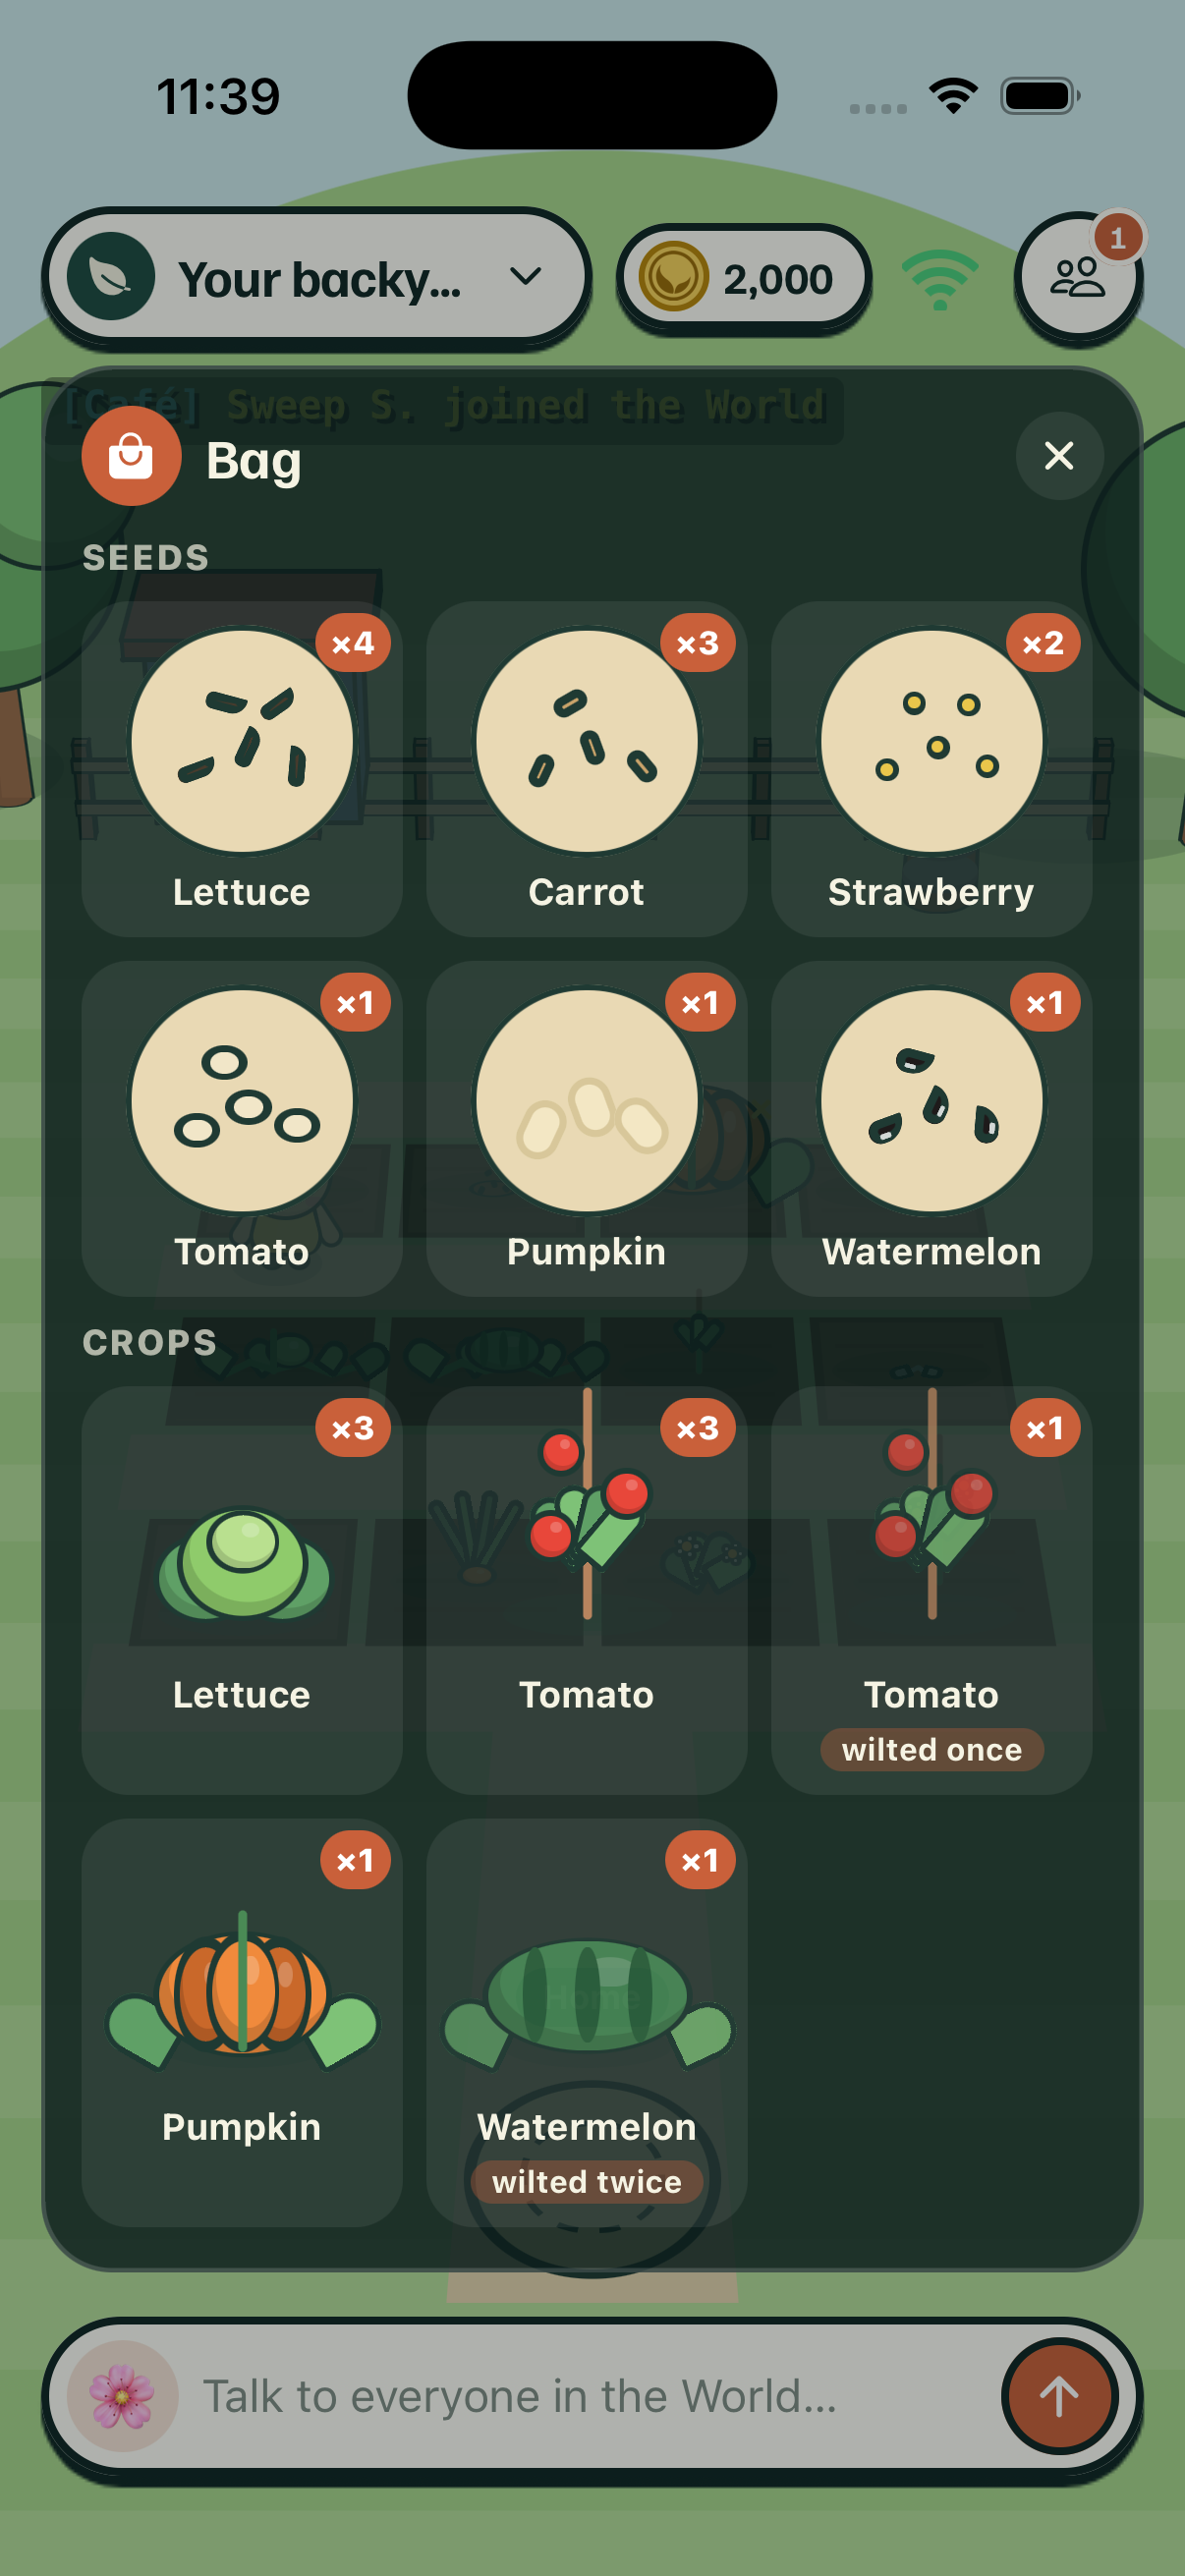 11:39
Your backy...
2,000
1
[Café] Sweep S. joined the World
Bag
SEEDS
×4
×3
×2
Lettuce
Carrot
Strawberry
×1
×1
×1
Tomato
Pumpkin
Watermelon
CROPS
×3
×3
×1
Lettuce
Tomato
Tomato
wilted once
×1
×1
Home
Pumpkin
Watermelon
wilted twice
Talk to everyone in the World...